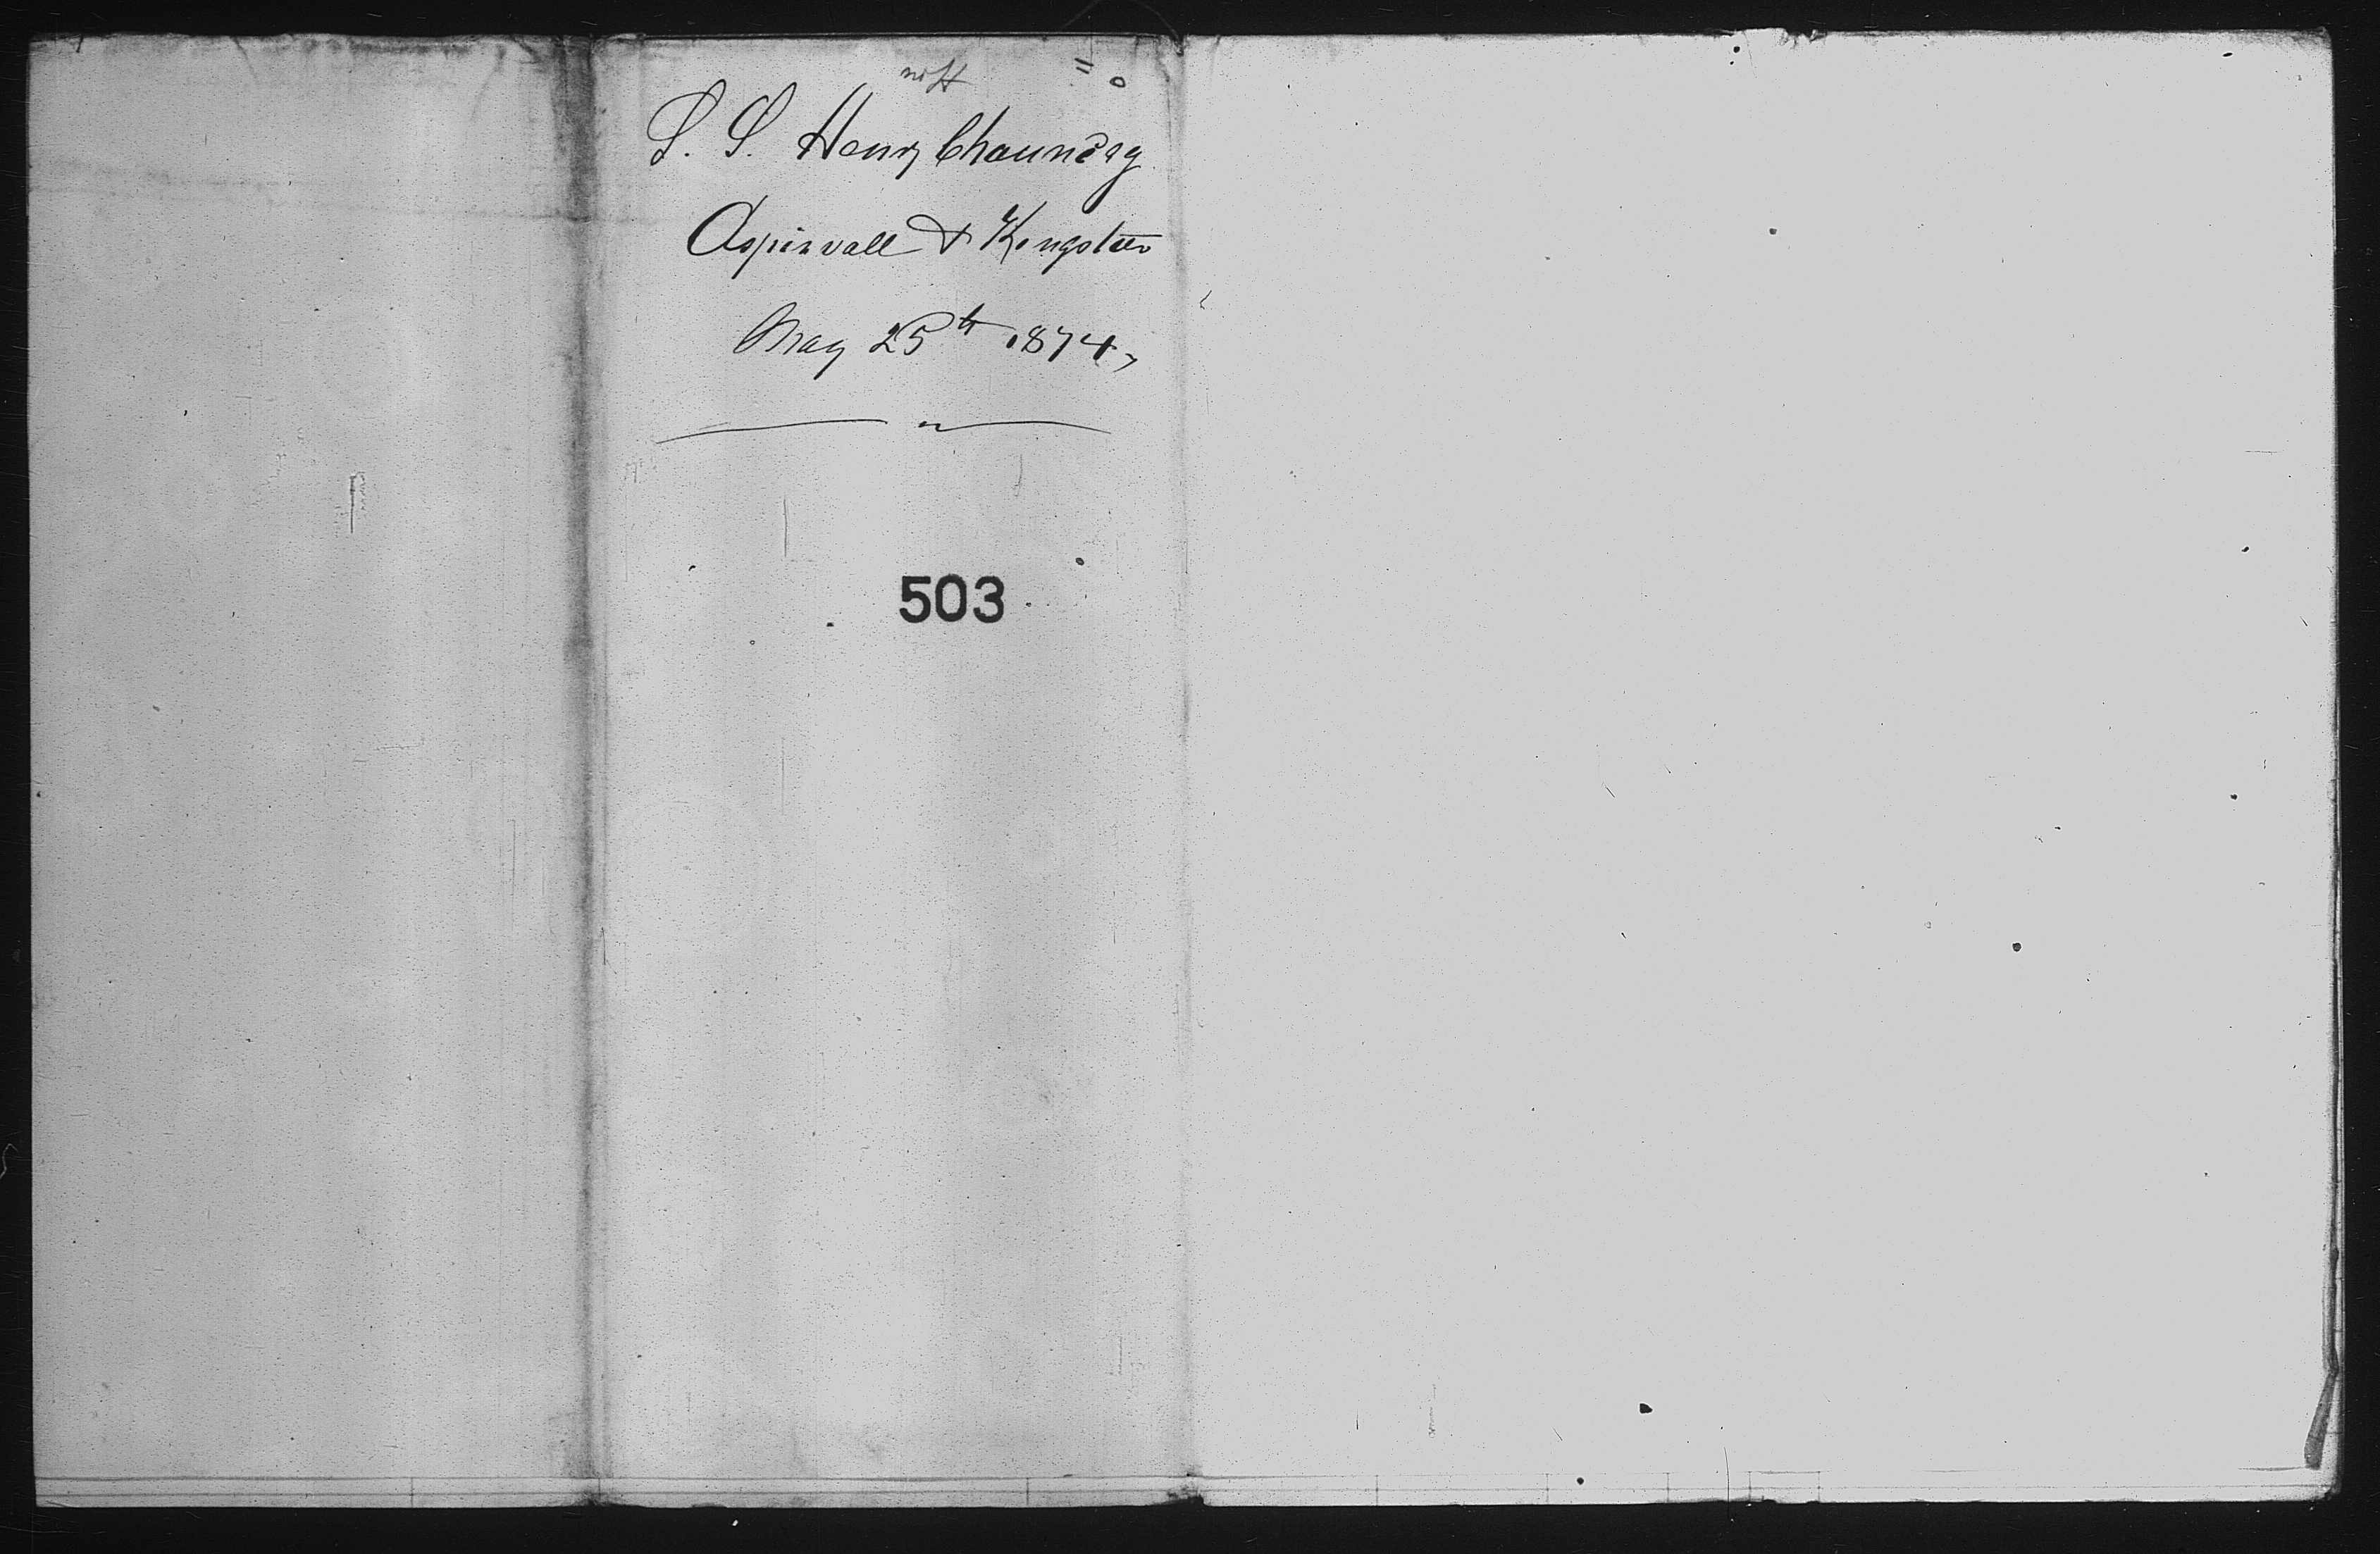 S. S. Henry Chauncey
Aspinwall & Kingston
May 25th 1874
503